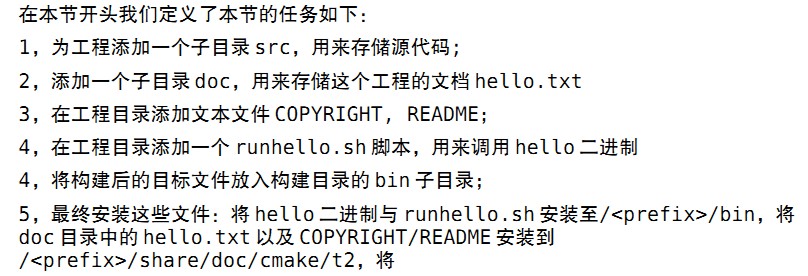 在本节开头我们定义了本节的任务如下：
1，为工程添加一个子目录 src，用来存储源代码；
2，添加一个子目录 doc，用来存储这个工程的文档 hello.txt
3，在工程目录添加文本文件 COPYRIGHT, README；
4，在工程目录添加一个 runhello.sh 脚本，用来调用 hello 二进制
4，将构建后的目标文件放入构建目录的 bin 子目录；
5，最终安装这些文件：将 hello 二进制与 runhello.sh 安装至/<prefix>/bin，将
doc 目录中的 hello.txt 以及 COPYRIGHT/README 安装到
/<prefix>/share/doc/cmake/t2，将